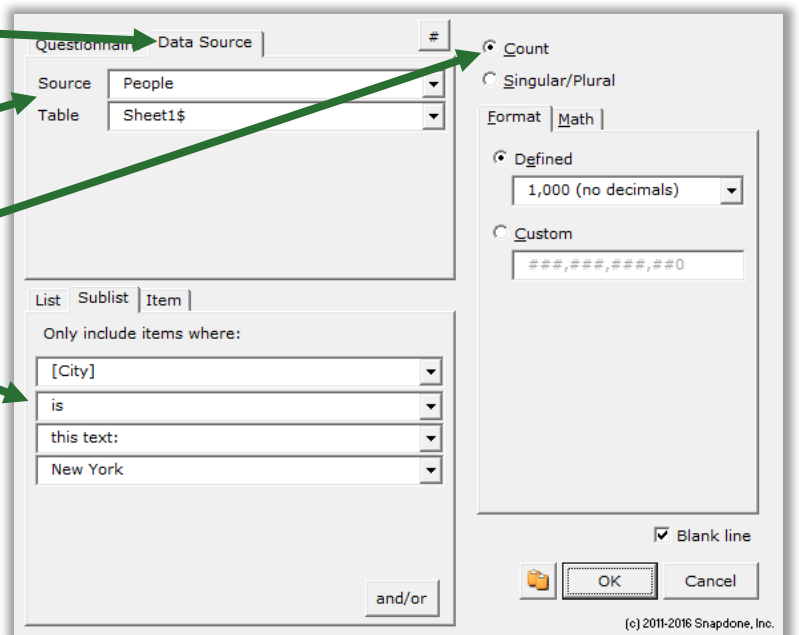 Questionnaire Data Source #
Source People
Table Sheet1$
List Sublist Item
Only include items where:
[City]
is
this text:
New York
and/or
Count
Singular/Plural
Format Math
Defined
1,000 (no decimals)
Custom
###,###,###,##0
Blank line
OK Cancel
(c) 2011-2016 Snapdone, Inc.